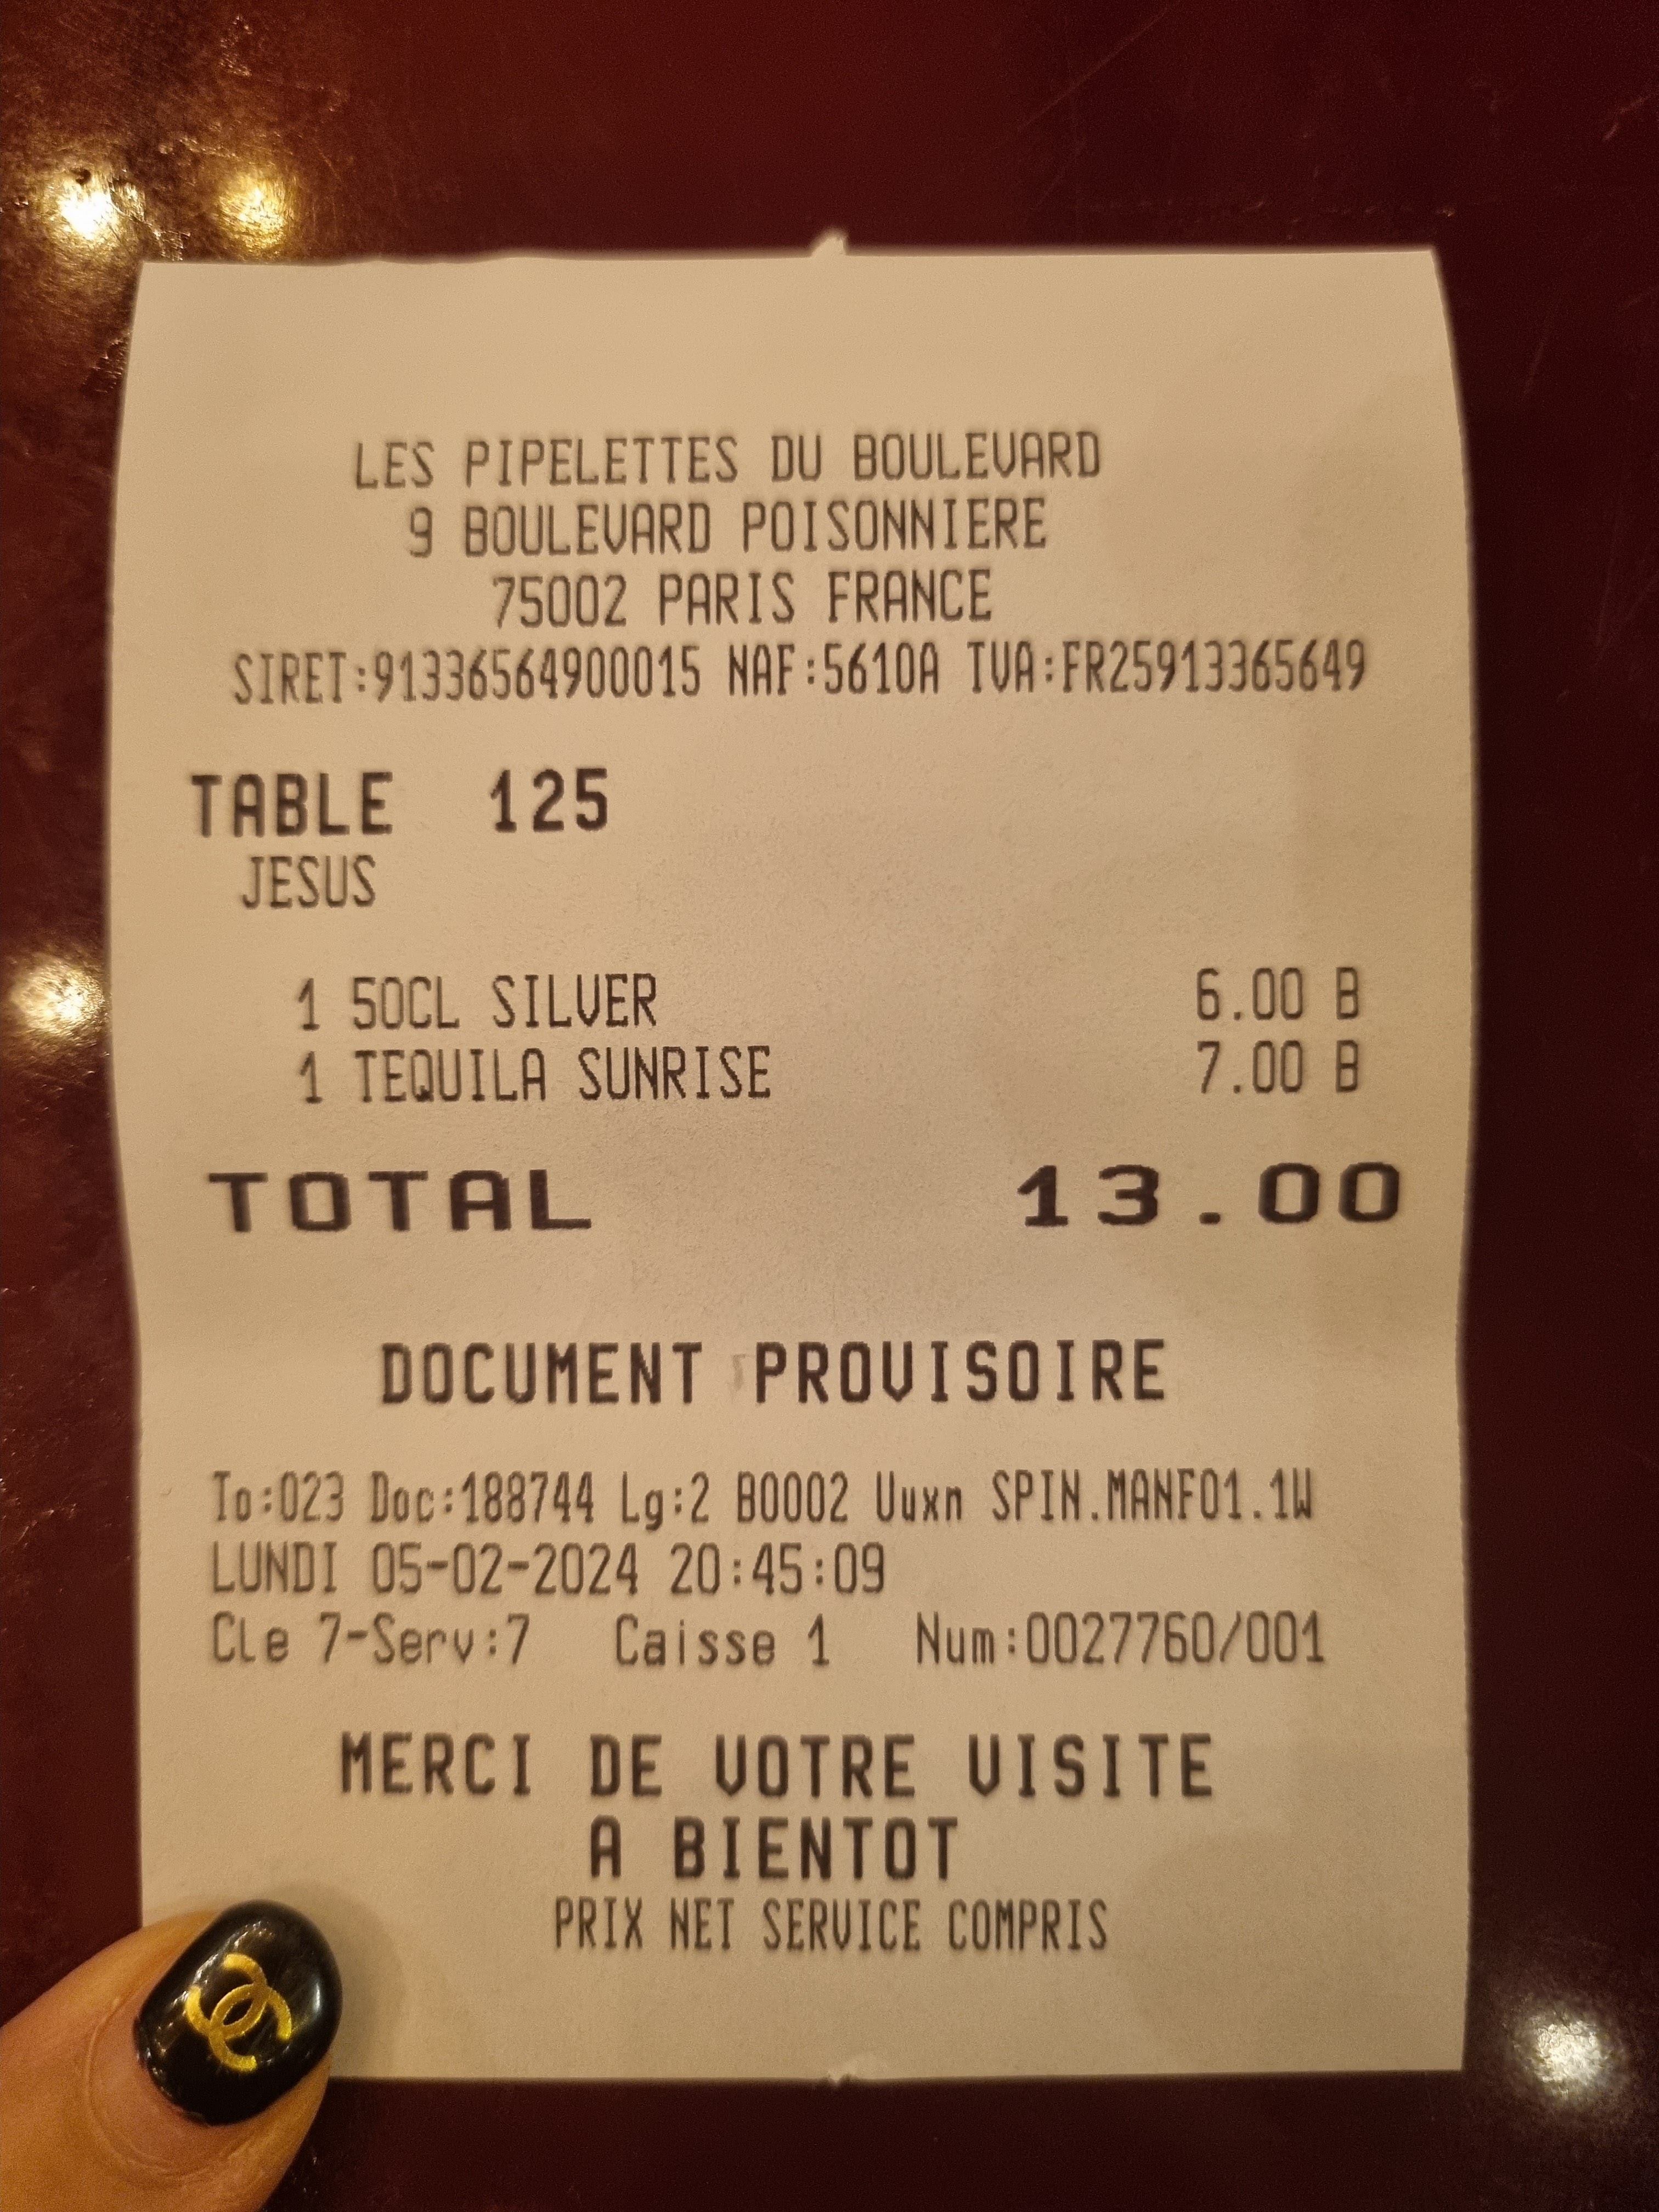 LES PIPELETTES DU BOULEVARD
9 BOULEVARD POISONNIERE
75002 PARIS FRANCE
SIRET:91336564900015 NAF:5610A TVA:FR25913365649
TABLE 125
JESUS
1 50CL SILVER 6.00 B
1 TEQUILA SUNRISE 7.00 B
TOTAL 13.00
DOCUMENT PROVISOIRE
To:023 Doc:188744 Lg:2 B0002 Vuxn SPIN.MANF01.1W
LUNDI 05-02-2024 20:45:09
Cle 7-Serv:7 Caisse 1 Num:0027760/001
MERCI DE VOTRE VISITE
A BIENTOT
PRIX NET SERVICE COMPRIS